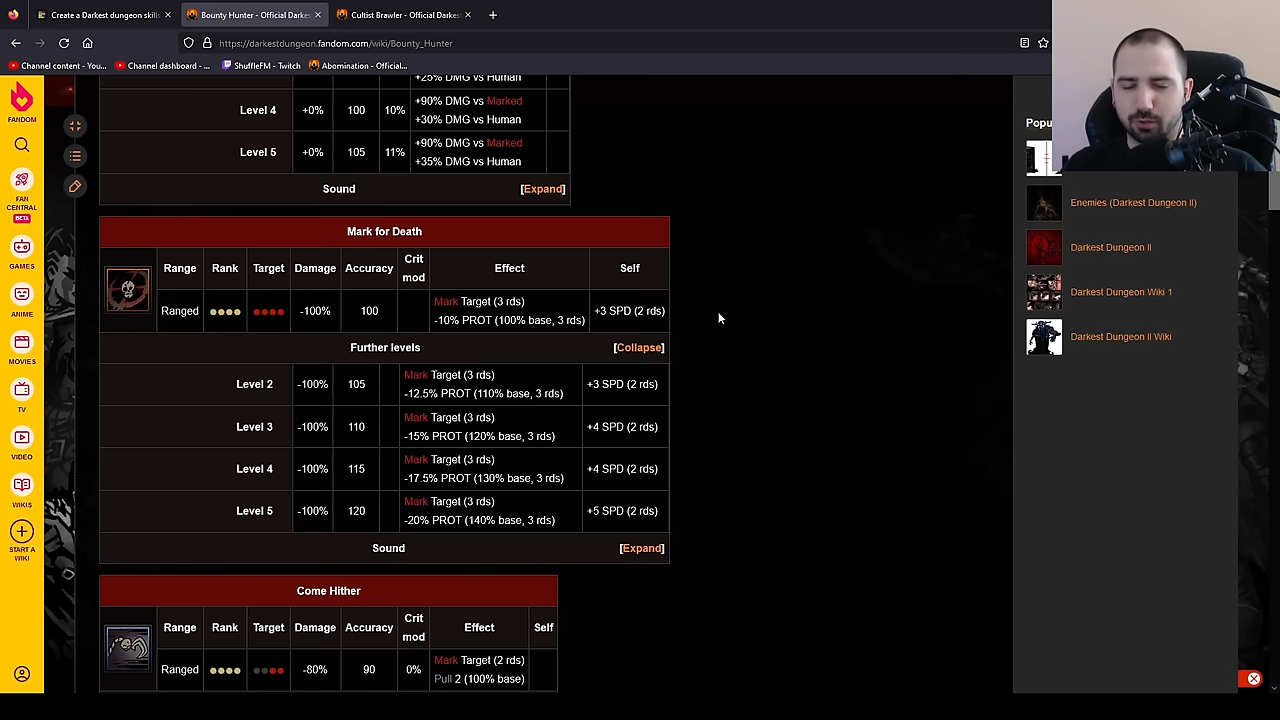 Create a Darkest dungeon skills
Bounty Hunter - Official Darkes
Cultist Brawler - Official Darkest
https://darkestdungeon.fandom.com/wiki/Bounty_Hunter
Channel content - You...
Channel dashboard - ...
ShuffleFM - Twitch
Abomination - Official...
FANDOM
FAN CENTRAL
BETA
GAMES
ANIME
MOVIES
TV
VIDEO
WIKIS
START A WIKI
+25% DMG vs Human
Level 4 +0% 100 10% +90% DMG vs Marked
+30% DMG vs Human
Level 5 +0% 105 11% +90% DMG vs Marked
+35% DMG vs Human
Sound [Expand]
Mark for Death
Range Rank Target Damage Accuracy Crit mod Effect Self
Ranged -100% 100 Mark Target (3 rds)
-10% PROT (100% base, 3 rds) +3 SPD (2 rds)
Further levels [Collapse]
Level 2 -100% 105 Mark Target (3 rds)
-12.5% PROT (110% base, 3 rds) +3 SPD (2 rds)
Level 3 -100% 110 Mark Target (3 rds)
-15% PROT (120% base, 3 rds) +4 SPD (2 rds)
Level 4 -100% 115 Mark Target (3 rds)
-17.5% PROT (130% base, 3 rds) +4 SPD (2 rds)
Level 5 -100% 120 Mark Target (3 rds)
-20% PROT (140% base, 3 rds) +5 SPD (2 rds)
Sound [Expand]
Come Hither
Range Rank Target Damage Accuracy Crit mod Effect Self
Ranged -80% 90 0% Mark Target (2 rds)
Pull 2 (100% base)
Popu
Enemies (Darkest Dungeon II)
Darkest Dungeon II
Darkest Dungeon Wiki 1
Darkest Dungeon II Wiki